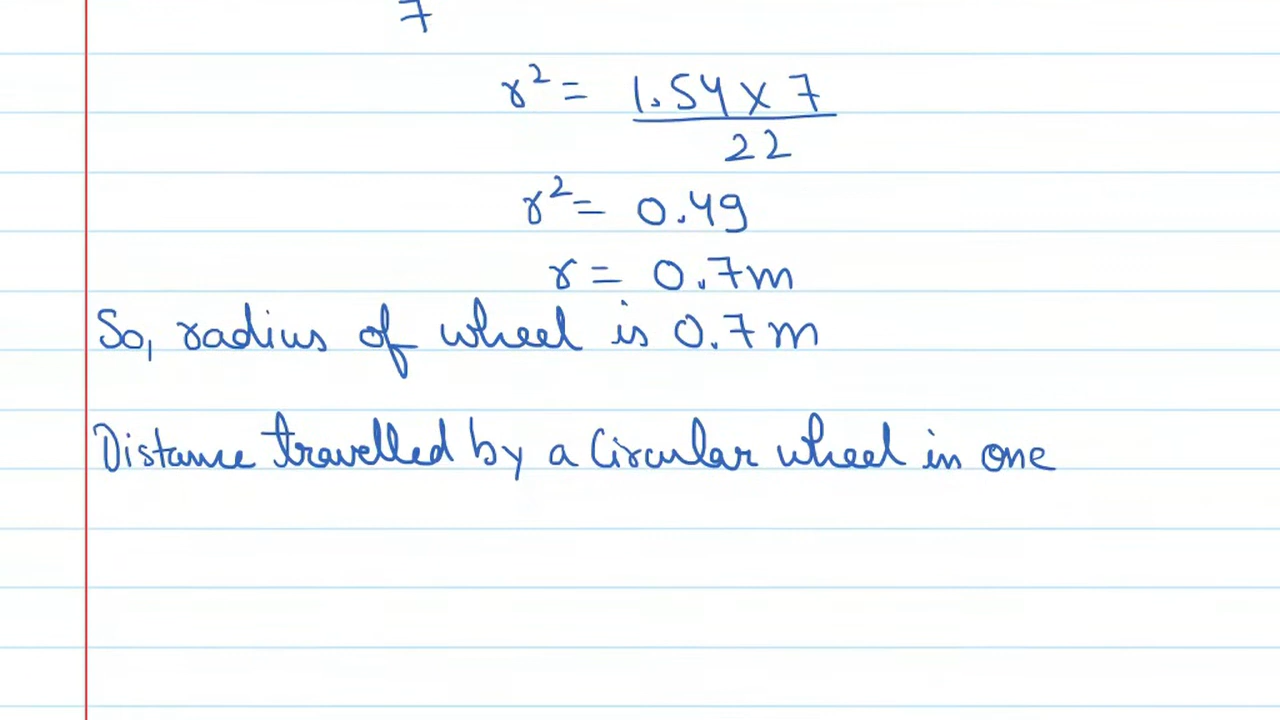 7
r² = 1.54 x 7
22
r² = 0.49
r = 0.7m
So, radius of wheel is 0.7m
Distance travelled by a Circular wheel in one